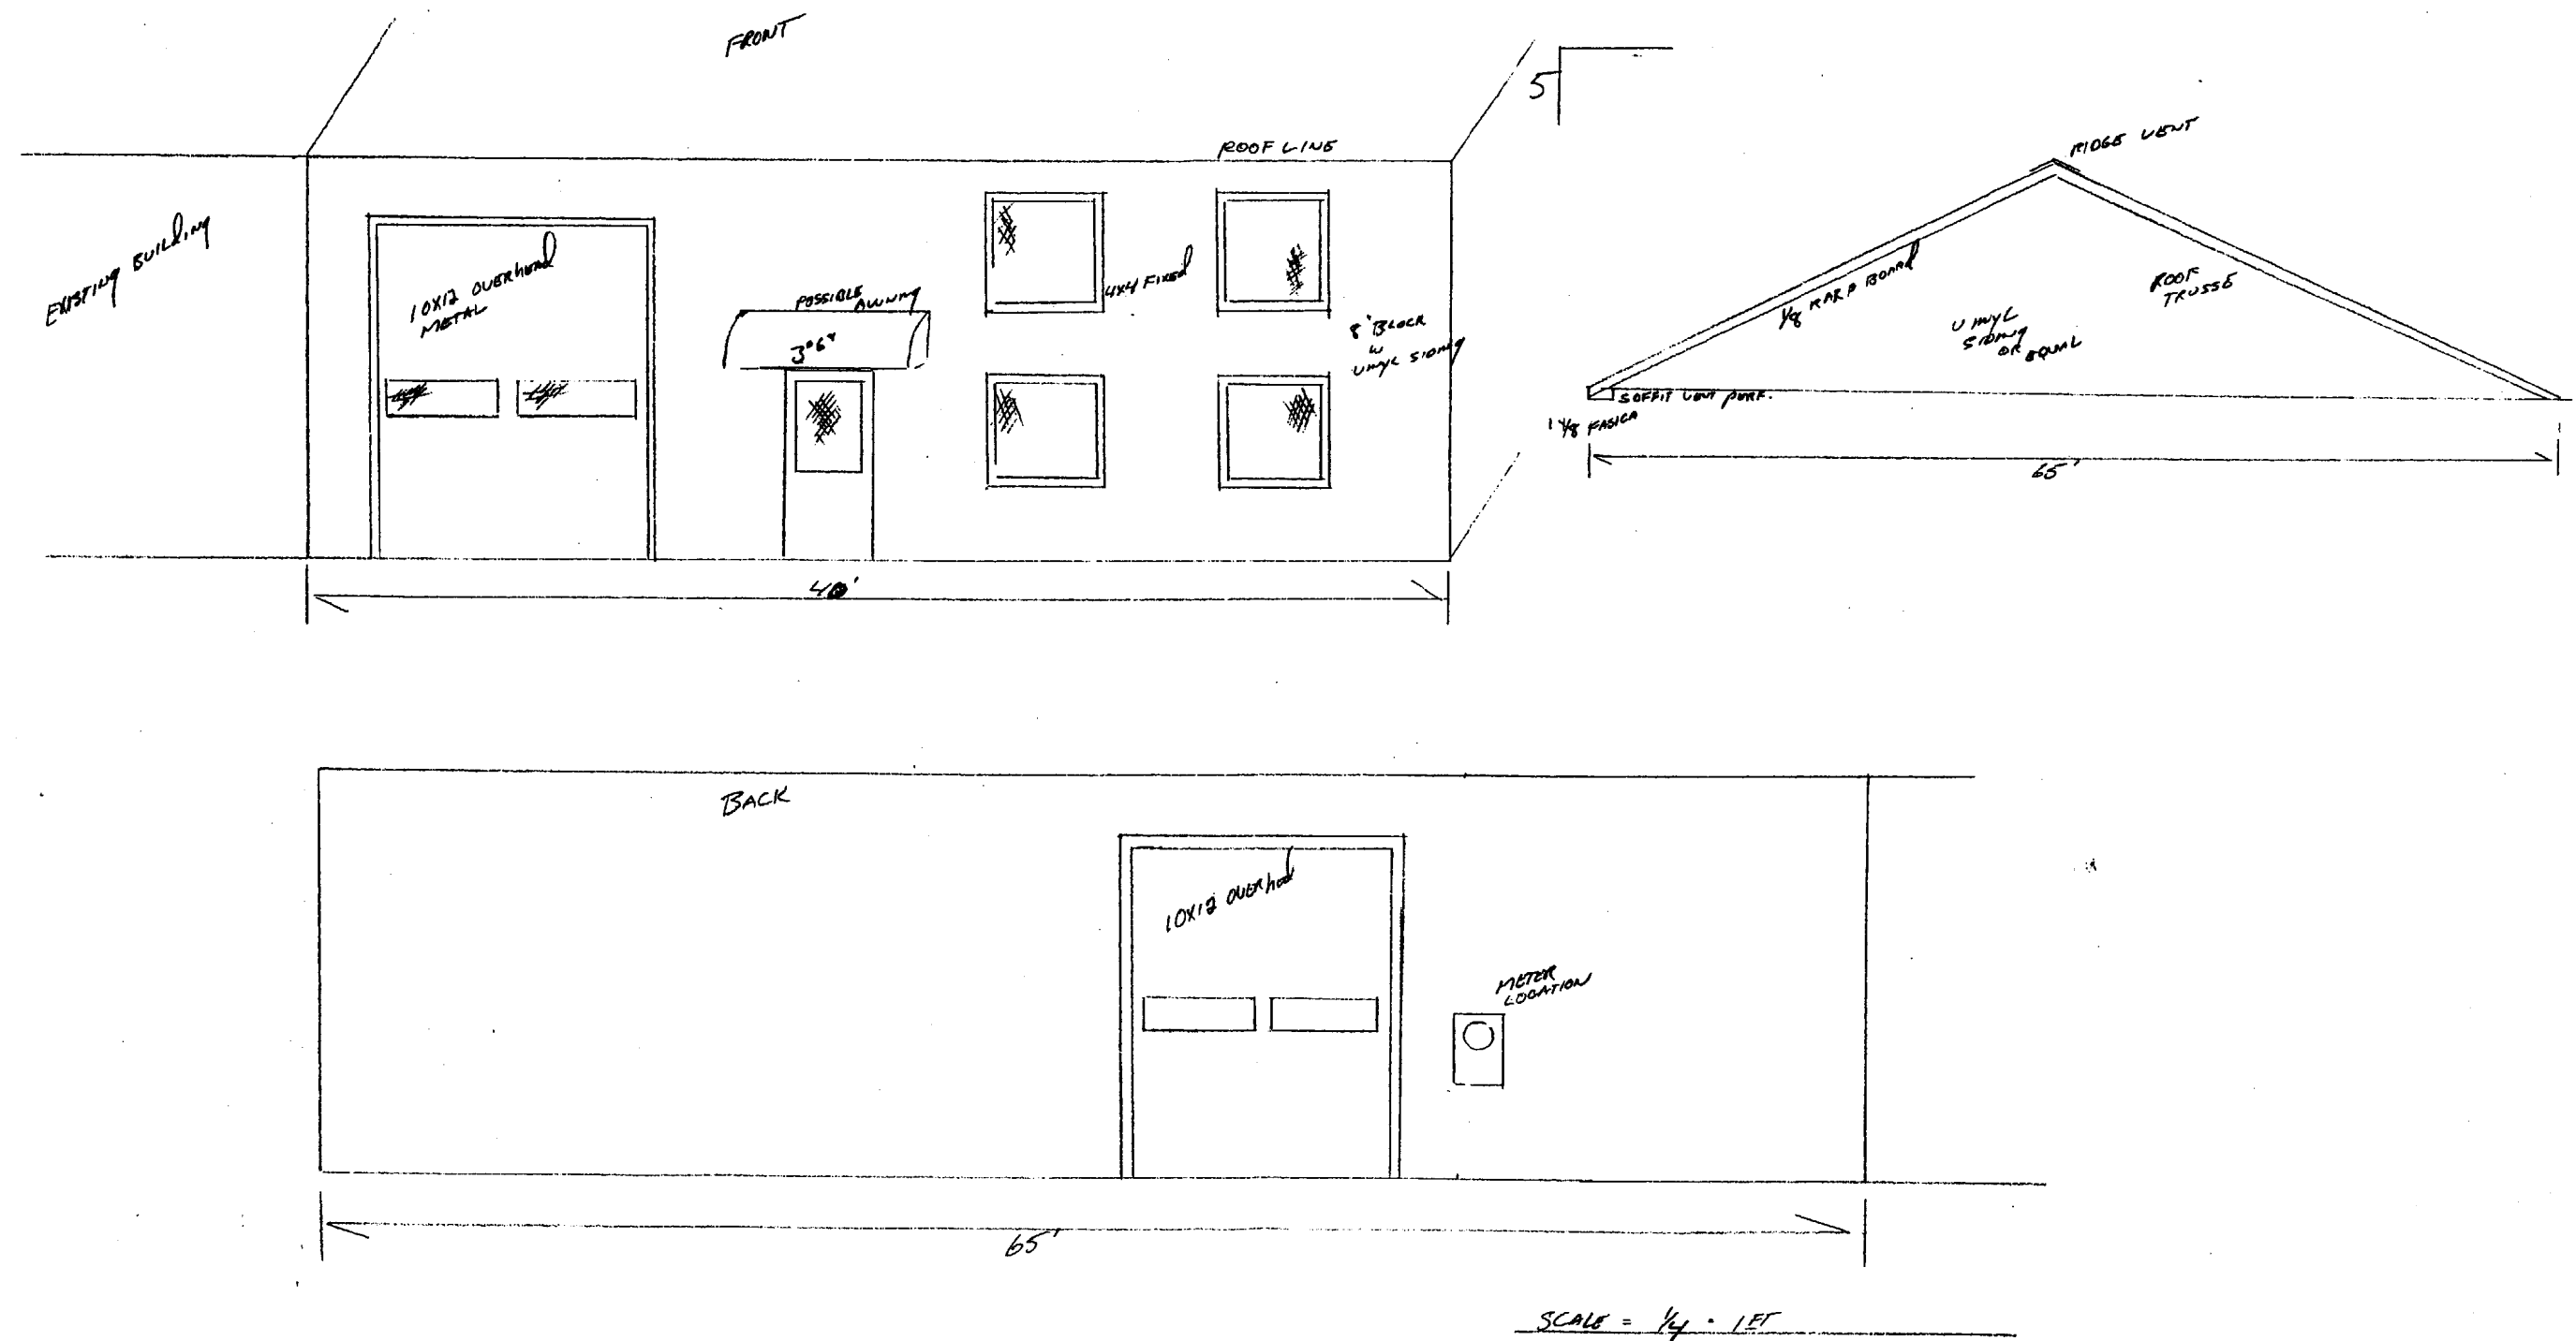 FRONT
5
ROOF LINE
RIDGE VENT
EXISTING BUILDING
10X12 OVERHEAD
METAL
POSSIBLE
AWNING
3°6⁸
4X4 FIXED
8" BLOCK
W
VINYL SIDING
1/8 RARP BOARD
ROOF
TRUSSE
VINYL
SIDING
OR EQUAL
SOFFIT VENT PERF.
1 1/8 FASICA
65'
40'
BACK
10X12 OVERHEAD
METER
LOCATION
65'
SCALE = 1/4 • 1FT